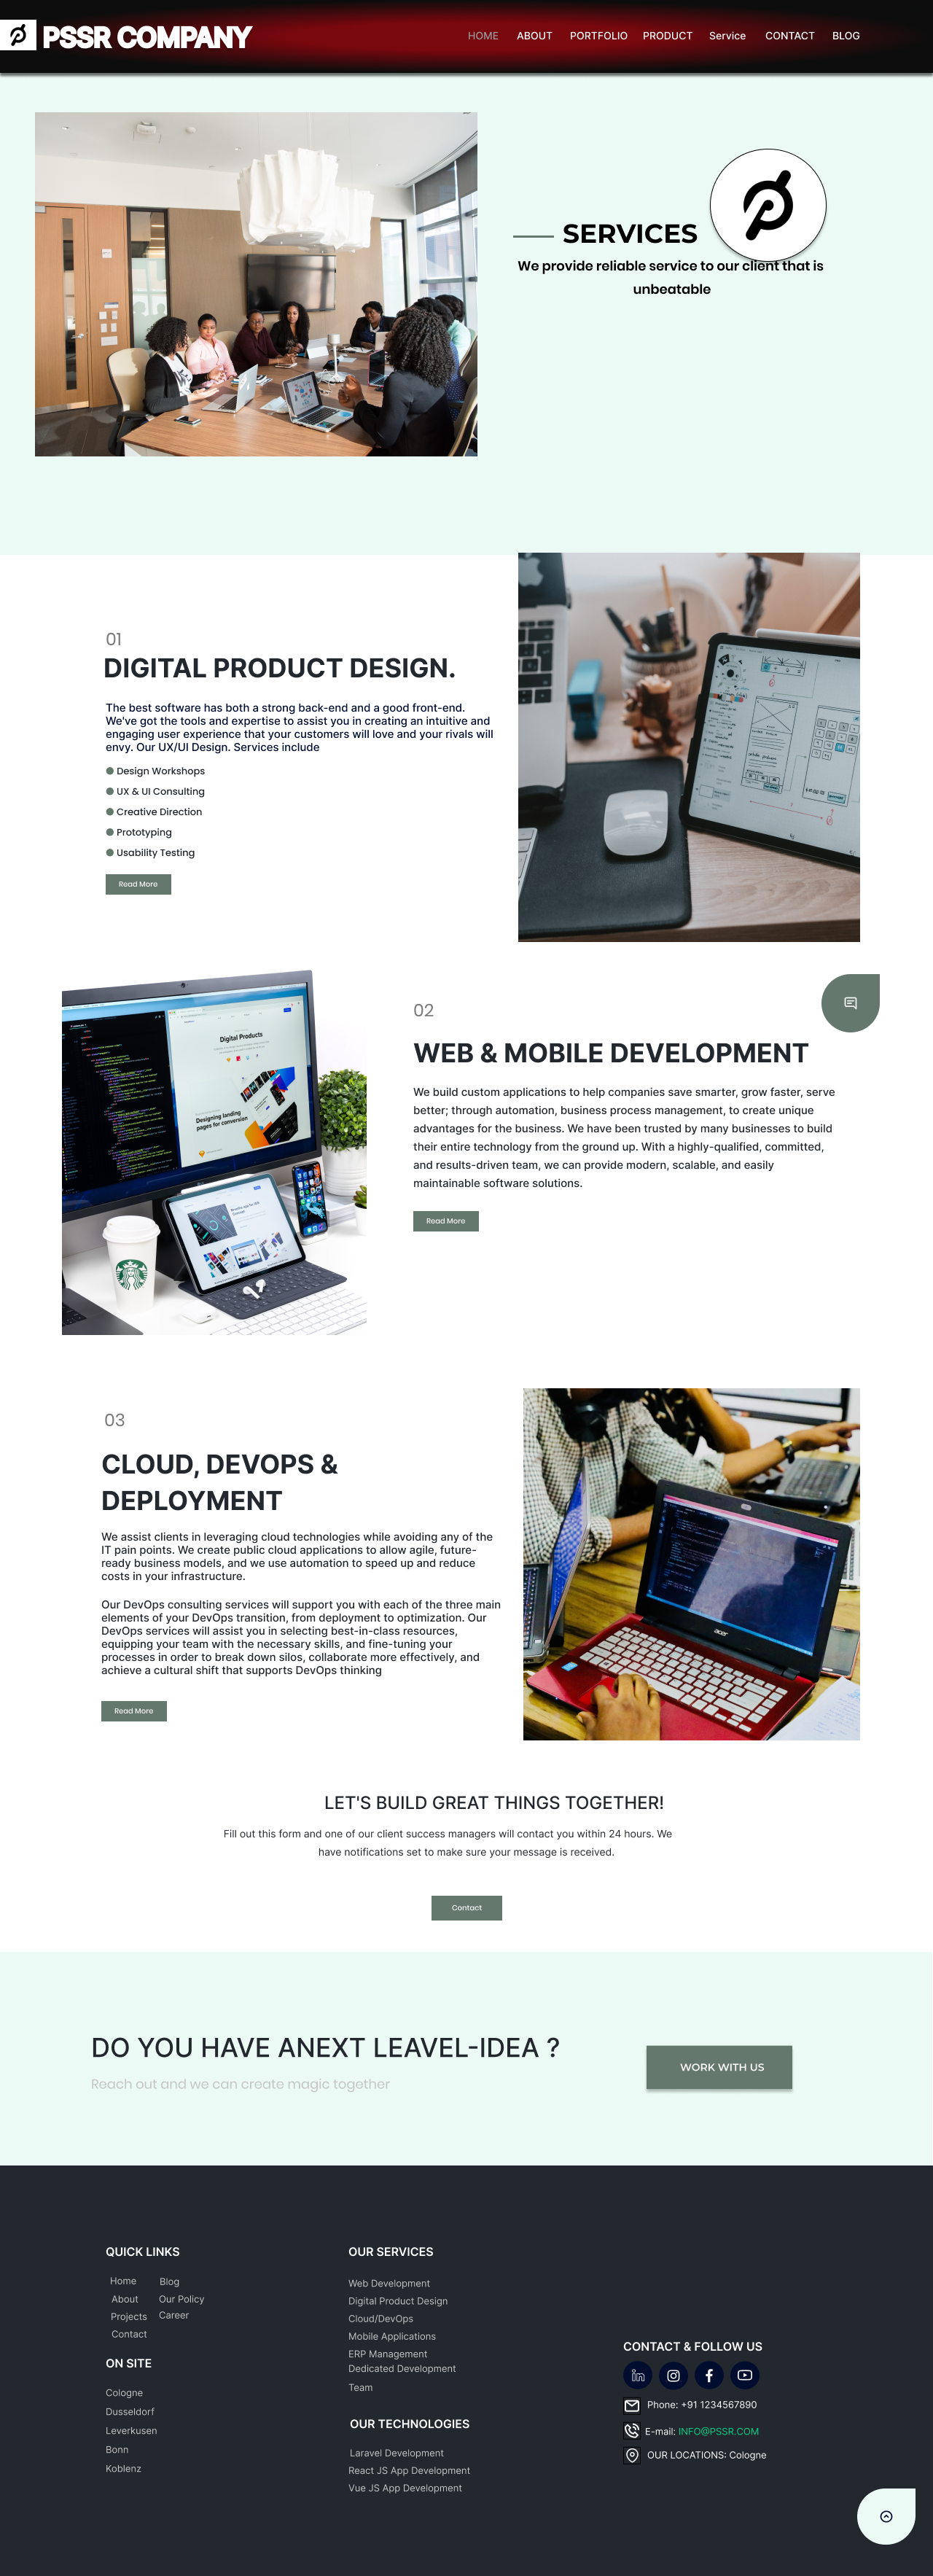 PSSR COMPANY
HOME ABOUT PORTFOLIO PRODUCT Service CONTACT BLOG
SERVICES
We provide reliable service to our client that is
unbeatable
01
DIGITAL PRODUCT DESIGN.
The best software has both a strong back-end and a good front-end.
We've got the tools and expertise to assist you in creating an intuitive and
engaging user experience that your customers will love and your rivals will
envy. Our UX/UI Design. Services include
Design Workshops
UX & UI Consulting
Creative Direction
Prototyping
Usability Testing
Read More
Digital Products
Designing landing
pages for conversion
02
WEB & MOBILE DEVELOPMENT
We build custom applications to help companies save smarter, grow faster, serve
better; through automation, business process management, to create unique
advantages for the business. We have been trusted by many businesses to build
their entire technology from the ground up. With a highly-qualified, committed,
and results-driven team, we can provide modern, scalable, and easily
maintainable software solutions.
Read More
03
CLOUD, DEVOPS &
DEPLOYMENT
We assist clients in leveraging cloud technologies while avoiding any of the
IT pain points. We create public cloud applications to allow agile, future-
ready business models, and we use automation to speed up and reduce
costs in your infrastructure.
Our DevOps consulting services will support you with each of the three main
elements of your DevOps transition, from deployment to optimization. Our
DevOps services will assist you in selecting best-in-class resources,
equipping your team with the necessary skills, and fine-tuning your
processes in order to break down silos, collaborate more effectively, and
achieve a cultural shift that supports DevOps thinking
Read More
acer
LET'S BUILD GREAT THINGS TOGETHER!
Fill out this form and one of our client success managers will contact you within 24 hours. We
have notifications set to make sure your message is received.
Contact
DO YOU HAVE ANEXT LEAVEL-IDEA ?
Reach out and we can create magic together
WORK WITH US
QUICK LINKS
Home Blog
About Our Policy
Projects Career
Contact
ON SITE
Cologne
Dusseldorf
Leverkusen
Bonn
Koblenz
OUR SERVICES
Web Development
Digital Product Design
Cloud/DevOps
Mobile Applications
ERP Management
Dedicated Development
Team
OUR TECHNOLOGIES
Laravel Development
React JS App Development
Vue JS App Development
CONTACT & FOLLOW US
in f
Phone: +91 1234567890
E-mail: INFO@PSSR.COM
OUR LOCATIONS: Cologne